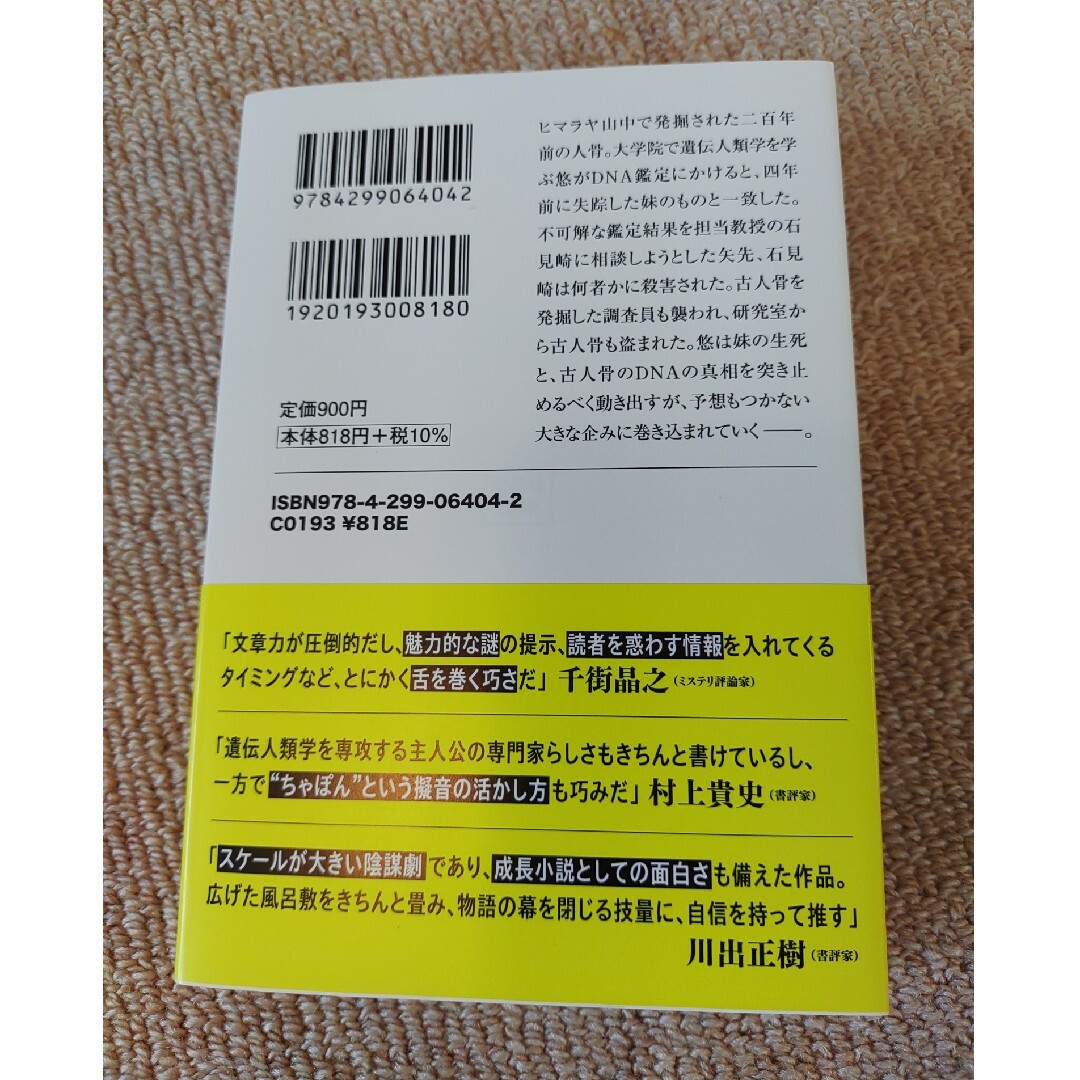 9784299064042
1920193008180
定価900円
本体818円+税10%
ヒマラヤ山中で発掘された二百年
前の人骨。大学院で遺伝人類学を学
ぶ悠がDNA鑑定にかけると、四年
前に失踪した妹のものと一致した。
不可解な鑑定結果を担当教授の石
見崎に相談しようとした矢先、石見
崎は何者かに殺害された。古人骨を
発掘した調査員も襲われ、研究室か
ら古人骨も盗まれた。悠は妹の生死
と、古人骨のDNAの真相を突き止
めるべく動き出すが、予想もつかない
大きな企みに巻き込まれていく――。
ISBN978-4-299-06404-2
C0193 ¥818E
「文章力が圧倒的だし、魅力的な謎の提示、読者を惑わす情報を入れてくる
タイミングなど、とにかく舌を巻く巧さだ」 千街晶之(ミステリ評論家)
「遺伝人類学を専攻する主人公の専門家らしさもきちんと書けているし、
一方で“ちゃぽん”という擬音の活かし方も巧みだ」 村上貴史(書評家)
「スケールが大きい陰謀劇であり、成長小説としての面白さも備えた作品。
広げた風呂敷をきちんと畳み、物語の幕を閉じる技量に、自信を持って推す」
川出正樹(書評家)